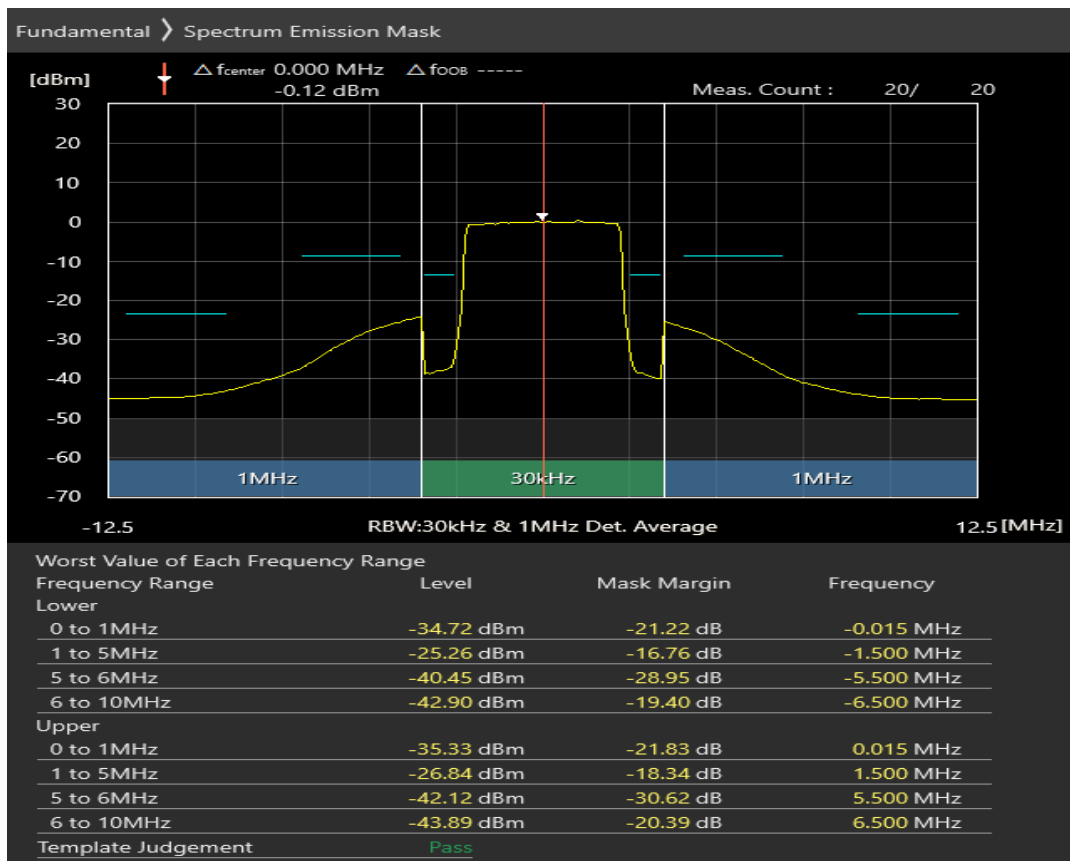 Fundamental 〉 Spectrum Emission Mask
[dBm] △ fcenter 0.000 MHz △ fOOB -----
-0.12 dBm Meas. Count : 20/ 20
30
20
10
0
-10
-20
-30
-40
-50
-60
1MHz 30kHz 1MHz
-70
-12.5 RBW:30kHz & 1MHz Det. Average 12.5 [MHz]
Worst Value of Each Frequency Range
Frequency Range Level Mask Margin Frequency
Lower
0 to 1MHz -34.72 dBm -21.22 dB -0.015 MHz
1 to 5MHz -25.26 dBm -16.76 dB -1.500 MHz
5 to 6MHz -40.45 dBm -28.95 dB -5.500 MHz
6 to 10MHz -42.90 dBm -19.40 dB -6.500 MHz
Upper
0 to 1MHz -35.33 dBm -21.83 dB 0.015 MHz
1 to 5MHz -26.84 dBm -18.34 dB 1.500 MHz
5 to 6MHz -42.12 dBm -30.62 dB 5.500 MHz
6 to 10MHz -43.89 dBm -20.39 dB 6.500 MHz
Template Judgement Pass